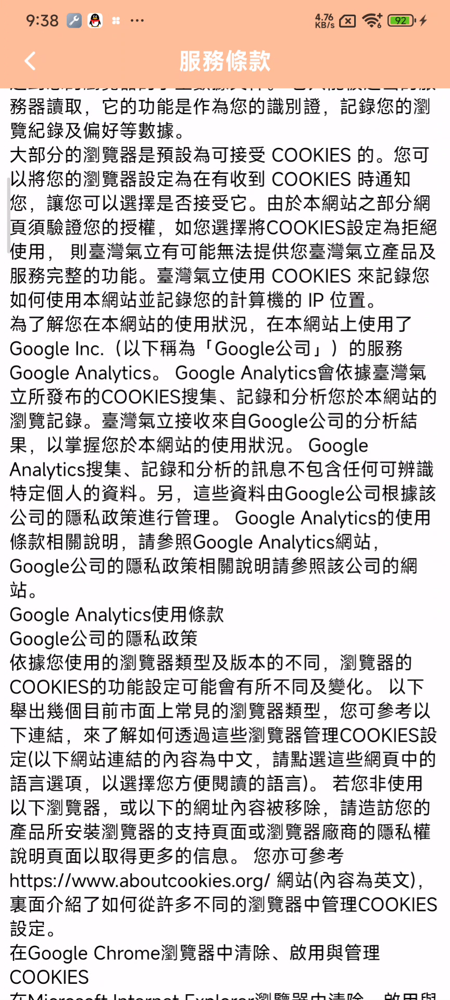 9:38
4.76
KB/s
6
92
服務條款
務器讀取，它的功能是作為您的識別證，記錄您的瀏
覽紀錄及偏好等數據。
大部分的瀏覽器是預設為可接受 COOKIES 的。您可
以將您的瀏覽器設定為在有收到 COOKIES 時通知
您，讓您可以選擇是否接受它。由於本網站之部分網
頁須驗證您的授權，如您選擇將COOKIES設定為拒絕
使用， 則臺灣氣立有可能無法提供您臺灣氣立產品及
服務完整的功能。臺灣氣立使用 COOKIES 來記錄您
如何使用本網站並記錄您的計算機的 IP 位置。
為了解您在本網站的使用狀況，在本網站上使用了
Google Inc.（以下稱為「Google公司」）的服務
Google Analytics。 Google Analytics會依據臺灣氣
立所發布的COOKIES搜集、記錄和分析您於本網站的
瀏覽記錄。臺灣氣立接收來自Google公司的分析結
果，以掌握您於本網站的使用狀況。 Google
Analytics搜集、記錄和分析的訊息不包含任何可辨識
特定個人的資料。另，這些資料由Google公司根據該
公司的隱私政策進行管理。 Google Analytics的使用
條款相關說明，請參照Google Analytics網站，
Google公司的隱私政策相關說明請參照該公司的網
站。
Google Analytics使用條款
Google公司的隱私政策
依據您使用的瀏覽器類型及版本的不同，瀏覽器的
COOKIES的功能設定可能會有所不同及變化。 以下
舉出幾個目前市面上常見的瀏覽器類型，您可參考以
下連結，來了解如何透過這些瀏覽器管理COOKIES設
定(以下網站連結的內容為中文，請點選這些網頁中的
語言選項，以選擇您方便閱讀的語言)。 若您非使用
以下瀏覽器，或以下的網址內容被移除，請造訪您的
產品所安裝瀏覽器的支持頁面或瀏覽器廠商的隱私權
說明頁面以取得更多的信息。 您亦可參考
https://www.aboutcookies.org/ 網站(內容為英文)，
裏面介紹了如何從許多不同的瀏覽器中管理COOKIES
設定。
在Google Chrome瀏覽器中清除、啟用與管理
COOKIES
在Microsoft Internet Explorer瀏覽器中清除、啟用與